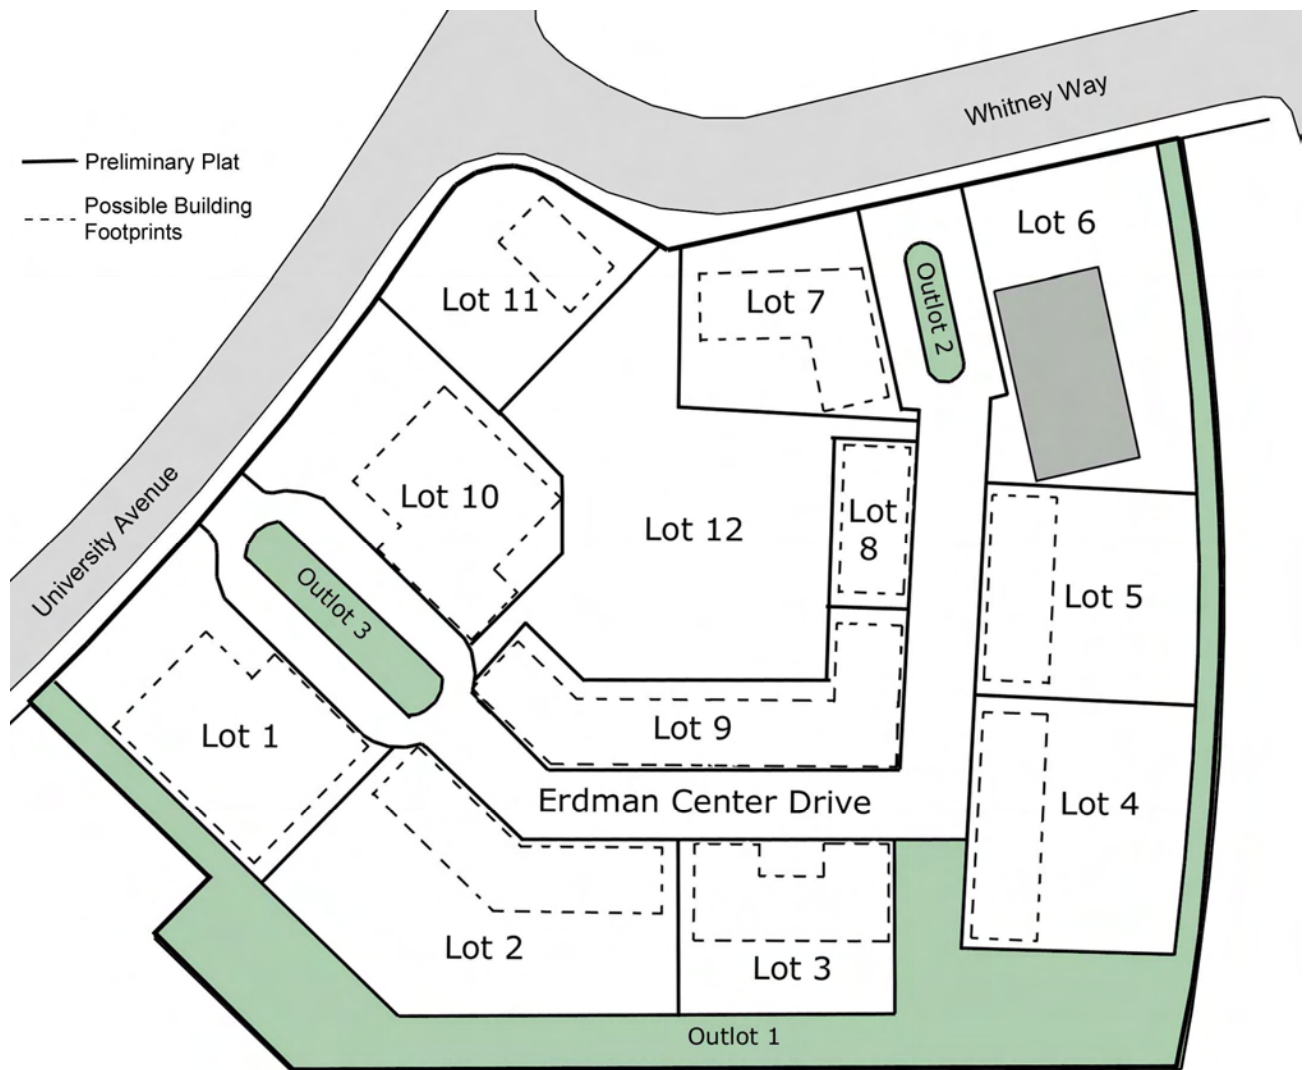 Whitney Way
Preliminary Plat
Possible Building
Footprints
Lot 6
Lot 11
Lot 7
Outlot 2
University Avenue
Lot 10
Lot 12
Lot
8
Outlot 3
Lot 5
Lot 1
Lot 9
Erdman Center Drive
Lot 4
Lot 2
Lot 3
Outlot 1